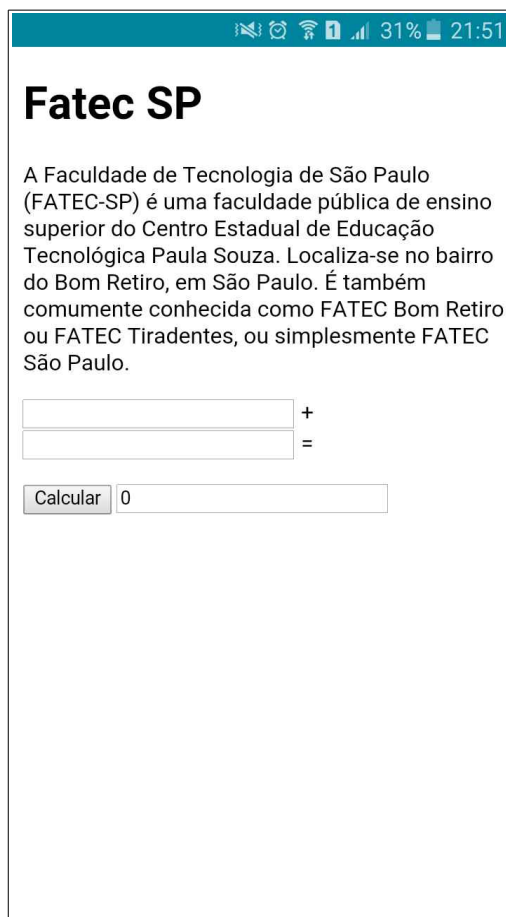 1 31% 21:51
Fatec SP
A Faculdade de Tecnologia de São Paulo
(FATEC-SP) é uma faculdade pública de ensino
superior do Centro Estadual de Educação
Tecnológica Paula Souza. Localiza-se no bairro
do Bom Retiro, em São Paulo. É também
comumente conhecida como FATEC Bom Retiro
ou FATEC Tiradentes, ou simplesmente FATEC
São Paulo.
+
=
Calcular 0